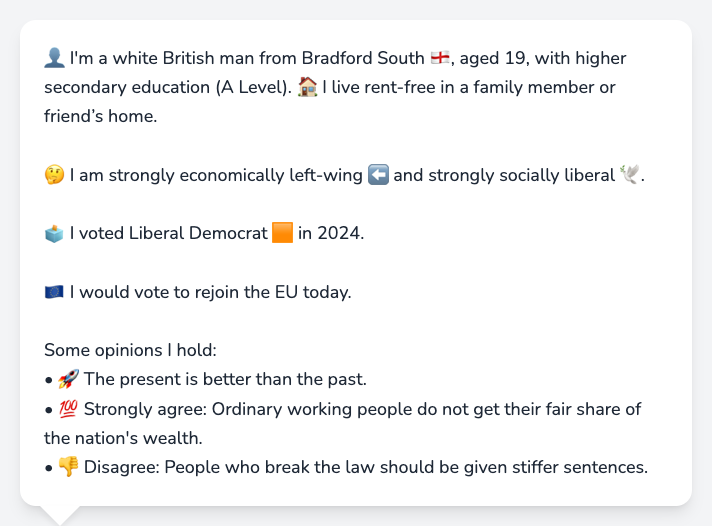 👤 I'm a white British man from Bradford South 🏴󠁧󠁢󠁥󠁮󠁧󠁿, aged 19, with higher
secondary education (A Level). 🏠 I live rent-free in a family member or
friend’s home.
🤔 I am strongly economically left-wing ⬅️ and strongly socially liberal 🕊️.
🗳️ I voted Liberal Democrat 🟧 in 2024.
🇪🇺 I would vote to rejoin the EU today.
Some opinions I hold:
• 🚀 The present is better than the past.
• 💯 Strongly agree: Ordinary working people do not get their fair share of
the nation's wealth.
• 👎 Disagree: People who break the law should be given stiffer sentences.